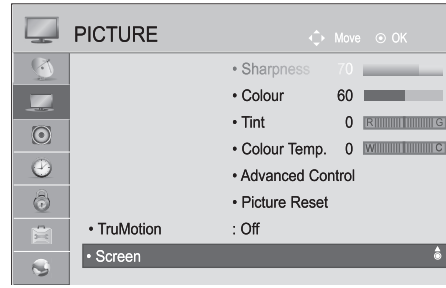 PICTURE Move OK
• Sharpness 70
• Colour 60
• Tint 0 R G
• Colour Temp. 0 W C
• Advanced Control
• Picture Reset
• TruMotion : Off
• Screen